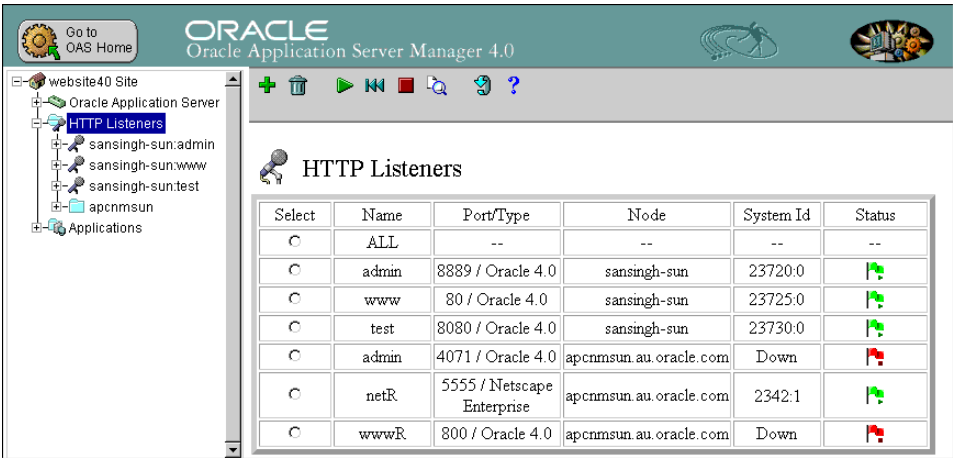 Go to
OAS Home
ORACLE
Oracle Application Server Manager 4.0
website40 Site
Oracle Application Server
HTTP Listeners
sansingh-sun:admin
sansingh-sun:www
sansingh-sun:test
apcnmsun
Applications
?
HTTP Listeners
Select Name Port/Type Node System Id Status
ALL -- -- -- --
admin 8889 / Oracle 4.0 sansingh-sun 23720:0
www 80 / Oracle 4.0 sansingh-sun 23725:0
test 8080 / Oracle 4.0 sansingh-sun 23730:0
admin 4071 / Oracle 4.0 apcnmsun.au.oracle.com Down
netR 5555 / Netscape Enterprise apcnmsun.au.oracle.com 2342:1
wwwR 800 / Oracle 4.0 apcnmsun.au.oracle.com Down